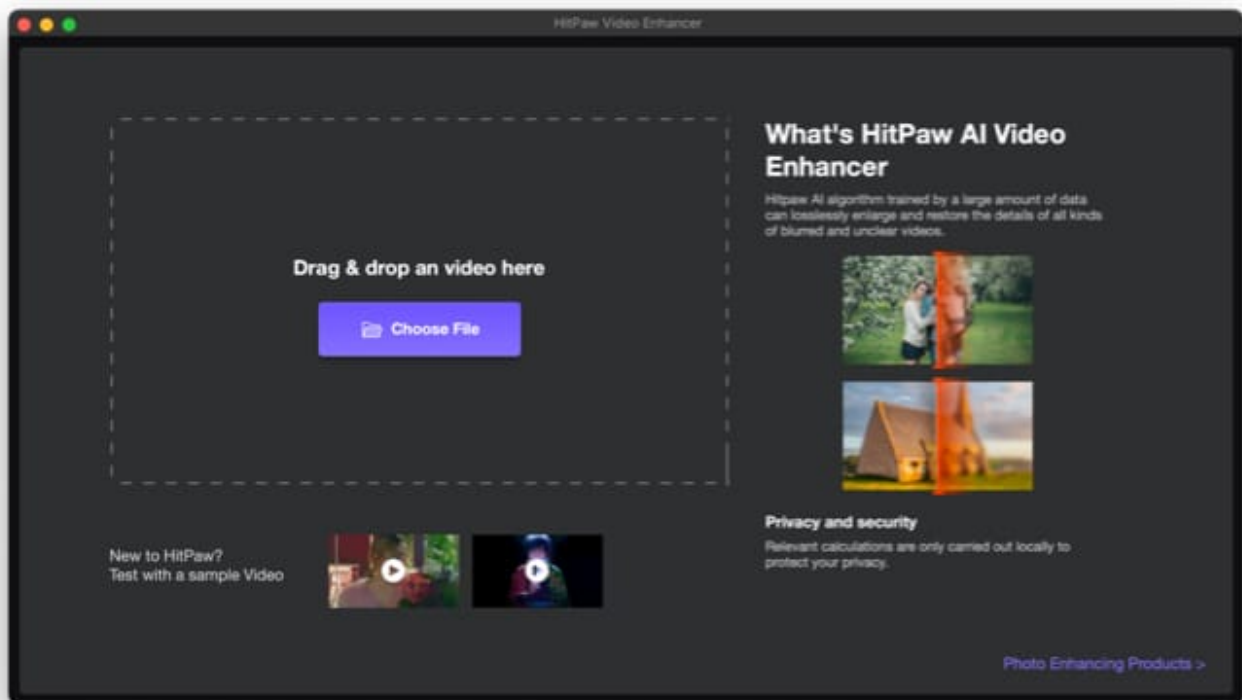 HitPaw Video Enhancer
Drag & drop an video here
Choose File
New to HitPaw?
Test with a sample Video
What's HitPaw AI Video
Enhancer
Hitpaw AI algorithm trained by a large amount of data
can losslessly enlarge and restore the details of all kinds
of blurred and unclear videos.
Privacy and security
Relevant calculations are only carried out locally to
protect your privacy.
Photo Enhancing Products >